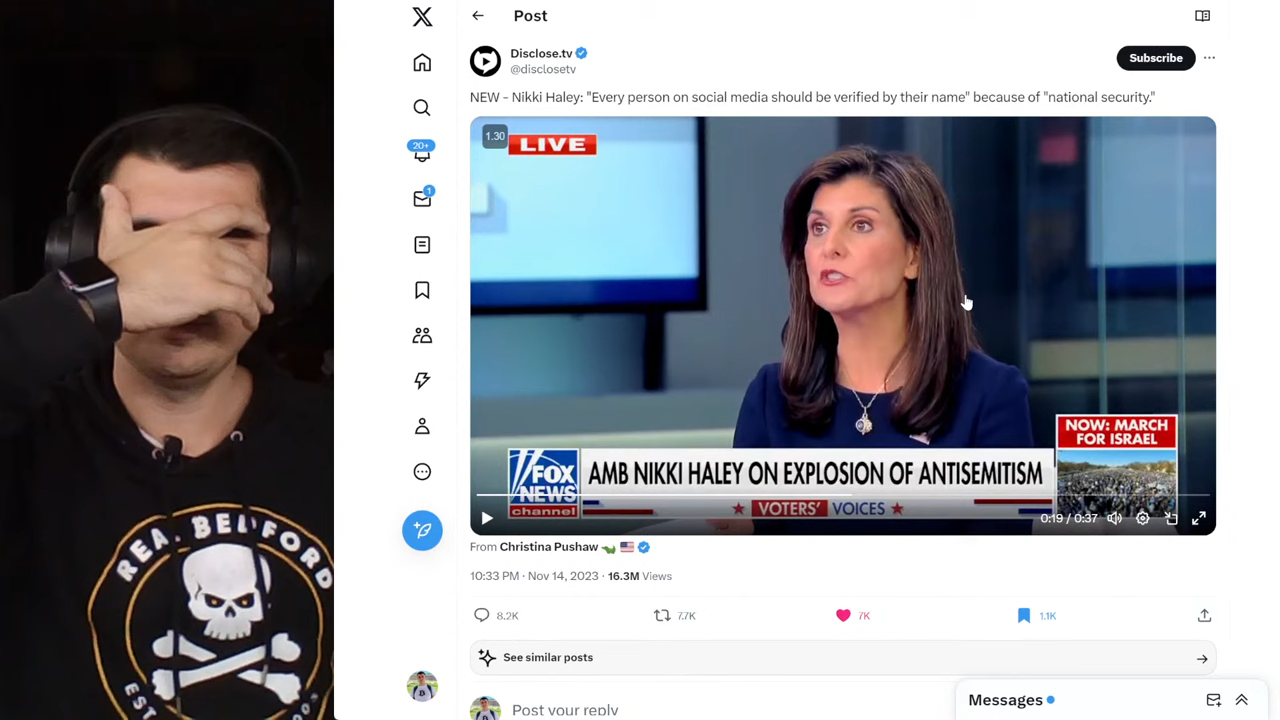 Post
Disclose.tv
@disclosetv
Subscribe
NEW - Nikki Haley: "Every person on social media should be verified by their name" because of "national security."
1.30
LIVE
NOW: MARCH
FOR ISRAEL
FOX
NEWS
channel
AMB NIKKI HALEY ON EXPLOSION OF ANTISEMITISM
VOTERS' VOICES
0:19 / 0:37
From Christina Pushaw
10:33 PM · Nov 14, 2023 · 16.3M Views
8.2K
7.7K
7K
1.1K
See similar posts
Post your reply
Messages
20+
1
REAL BEDFORD
EST